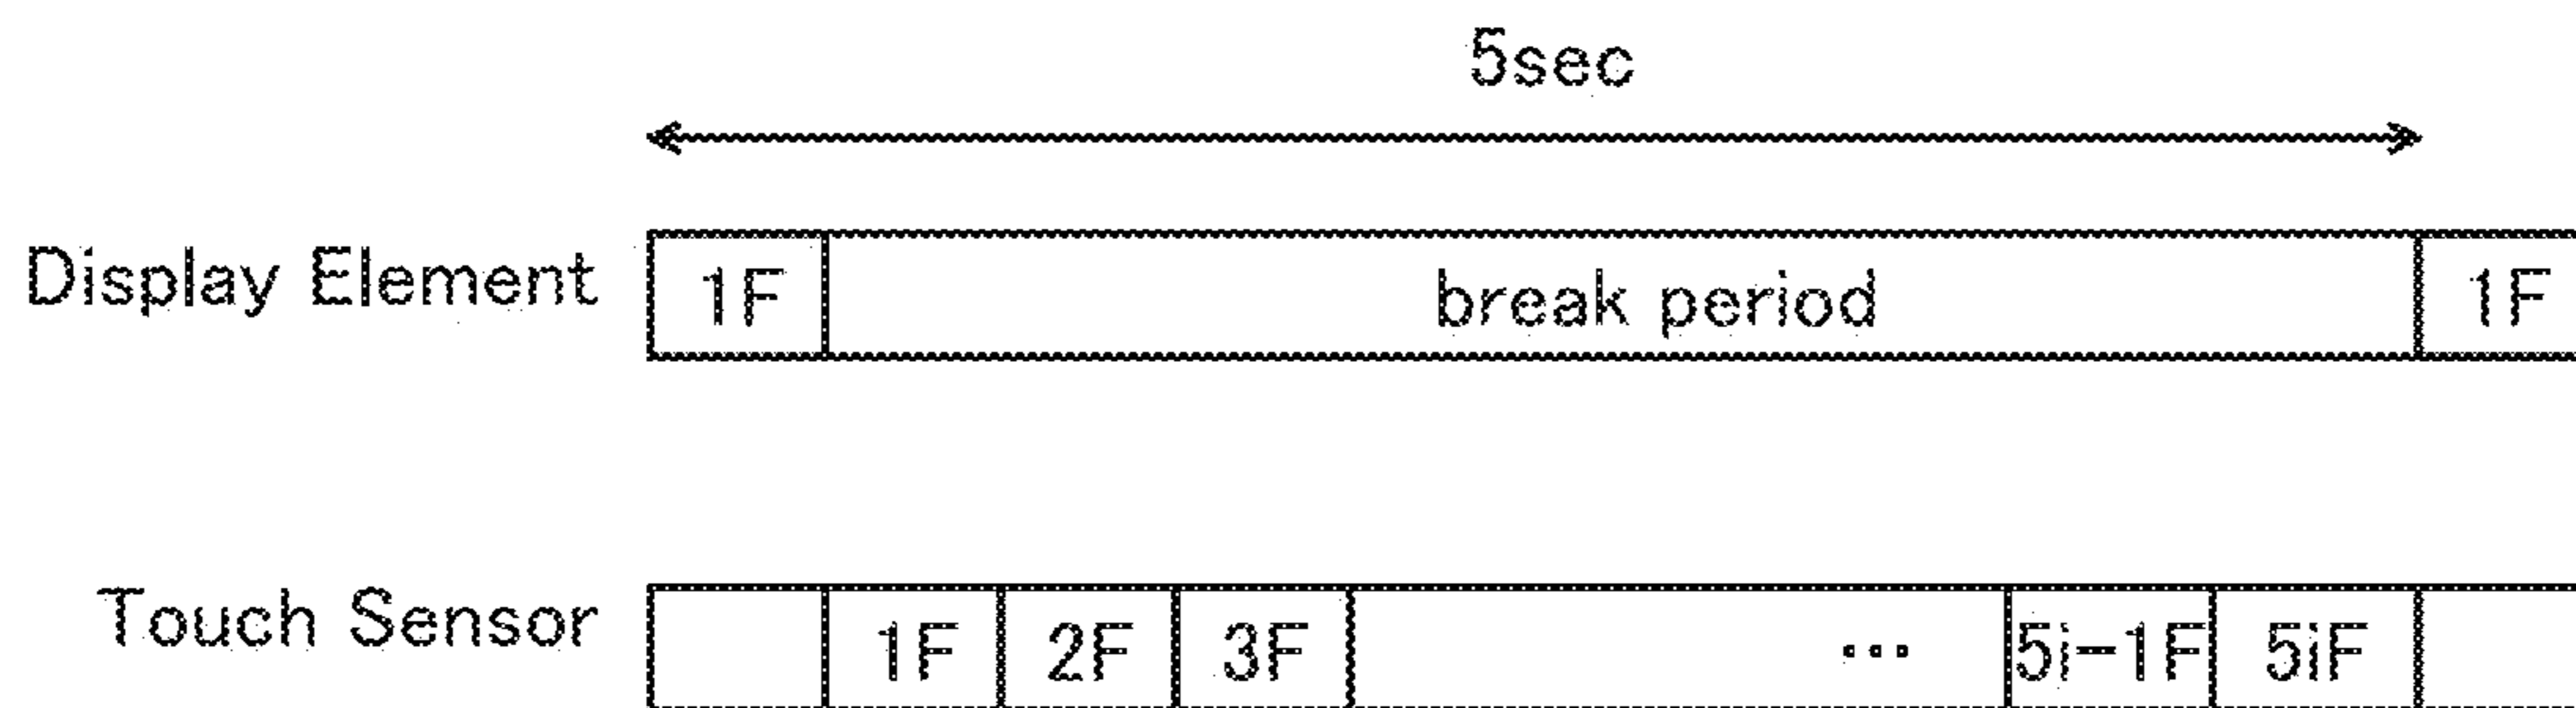 5sec
Display Element 1F break period 1F
Touch Sensor 1F 2F 3F ... 5i-1F 5iF